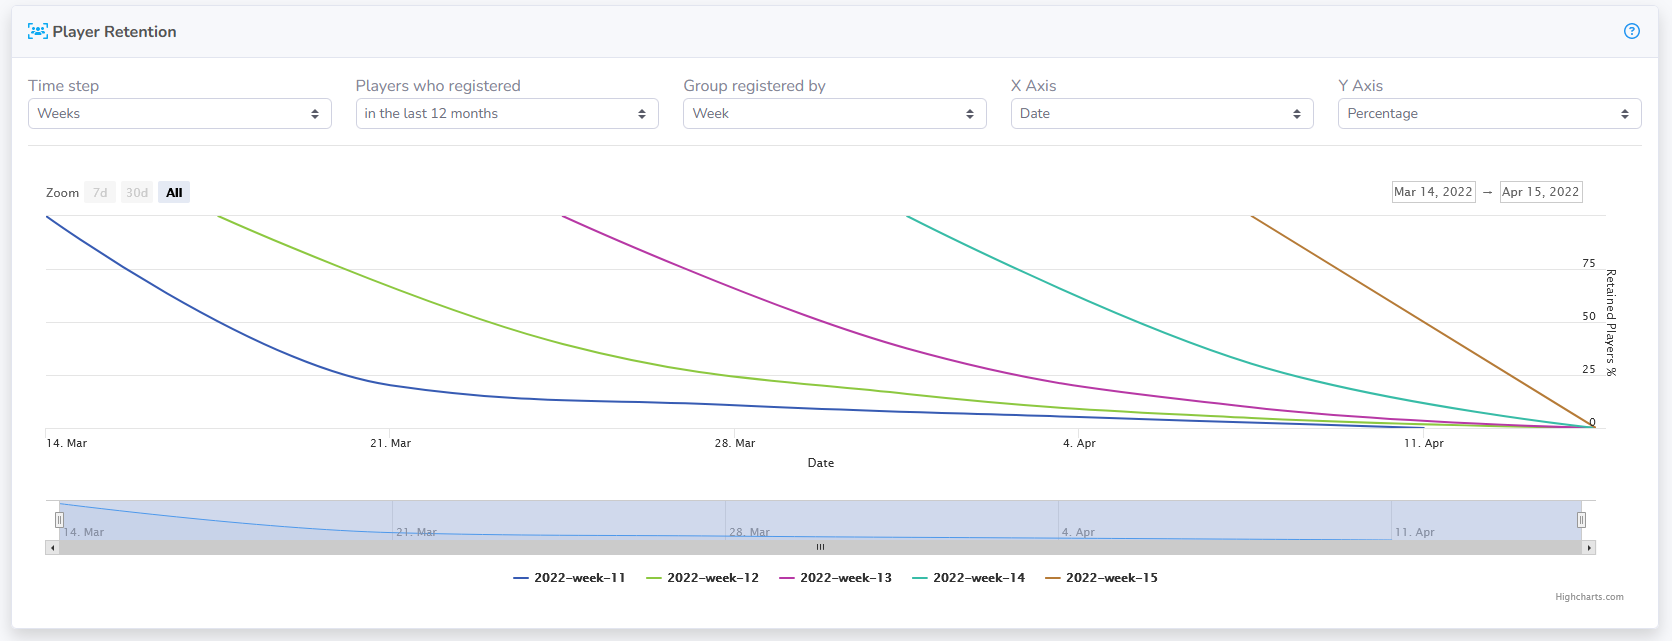 Player Retention
Time step Players who registered Group registered by X Axis Y Axis
Weeks in the last 12 months Week Date Percentage
Zoom 7d 30d All Mar 14, 2022 → Apr 15, 2022
75
50
25
0
Retained Players %
14. Mar 21. Mar 28. Mar 4. Apr 11. Apr
Date
14. Mar 21. Mar 28. Mar 4. Apr 11. Apr
2022-week-11 2022-week-12 2022-week-13 2022-week-14 2022-week-15
Highcharts.com